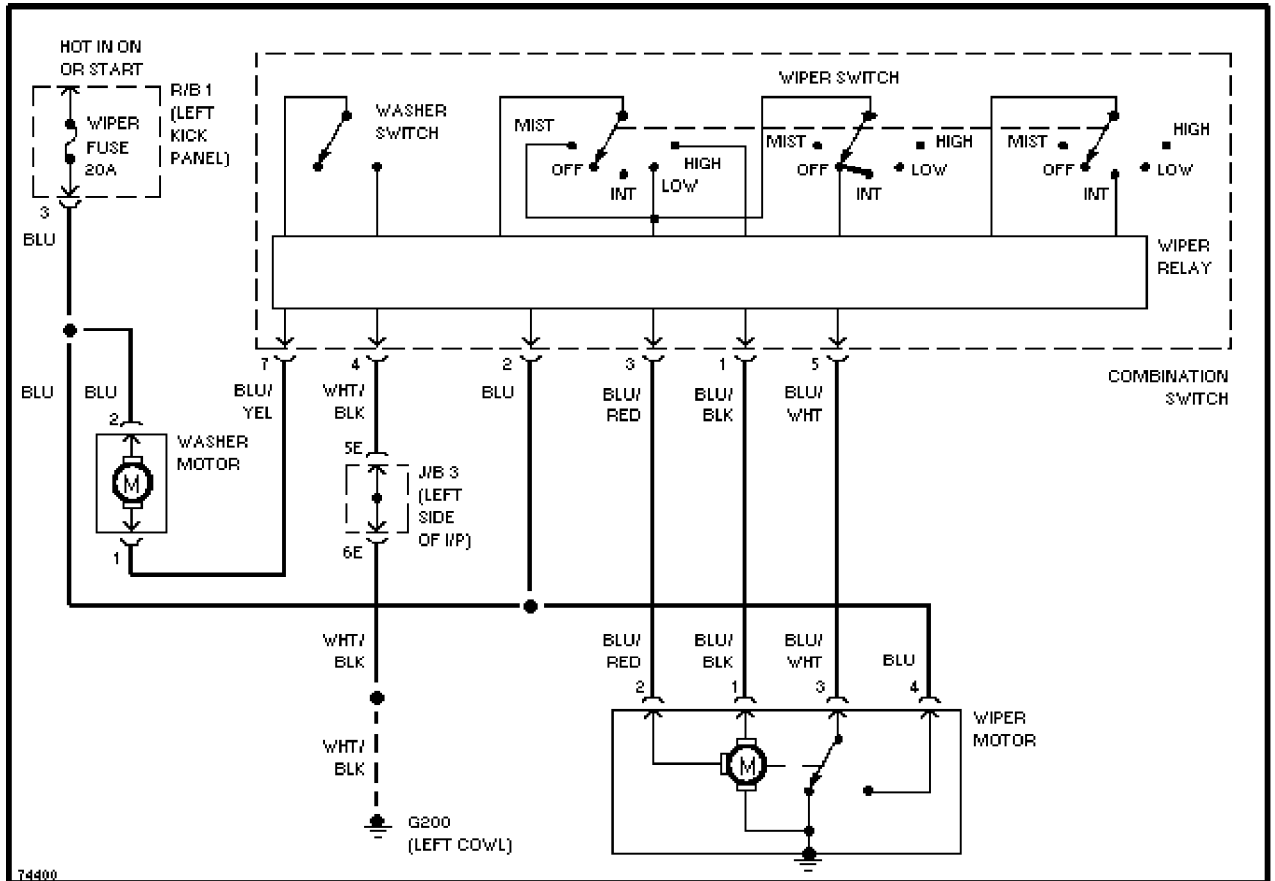 HOT IN ON
OR START
R/B 1
(LEFT
KICK
PANEL)
WIPER
FUSE
20A
3
BLU
WASHER
SWITCH
WIPER SWITCH
MIST
OFF
INT
LOW
HIGH
MIST
OFF
INT
LOW
HIGH
MIST
OFF
INT
LOW
HIGH
WIPER
RELAY
COMBINATION
SWITCH
7
4
2
3
1
5
BLU
BLU
BLU/
YEL
WHT/
BLK
BLU
BLU/
RED
BLU/
BLK
BLU/
WHT
2
WASHER
MOTOR
M
1
5E
J/B 3
(LEFT
SIDE
OF I/P)
6E
WHT/
BLK
BLU/
RED
BLU/
BLK
BLU/
WHT
BLU
2
1
3
4
WHT/
BLK
WIPER
MOTOR
M
G200
(LEFT COWL)
74400